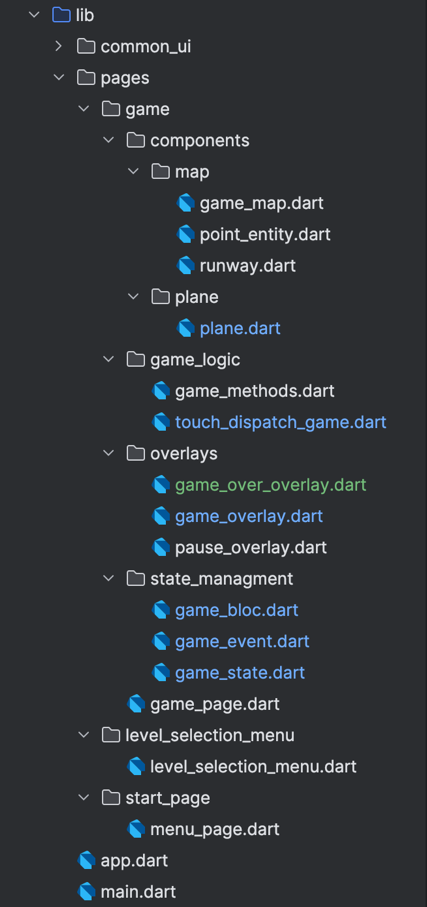 lib
common_ui
pages
game
components
map
game_map.dart
point_entity.dart
runway.dart
plane
plane.dart
game_logic
game_methods.dart
touch_dispatch_game.dart
overlays
game_over_overlay.dart
game_overlay.dart
pause_overlay.dart
state_managment
game_bloc.dart
game_event.dart
game_state.dart
game_page.dart
level_selection_menu
level_selection_menu.dart
start_page
menu_page.dart
app.dart
main.dart